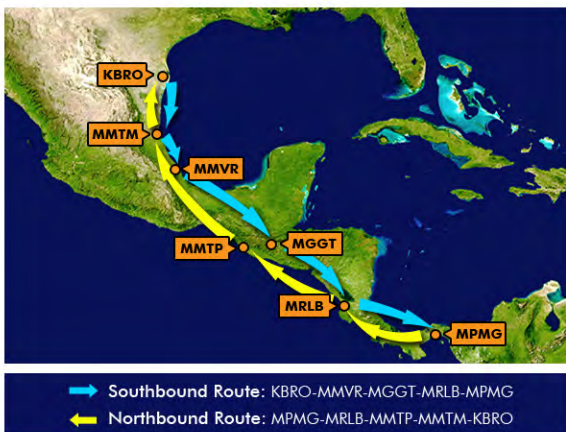 KBRO
MMTM
MMVR
MMTP
MGGT
MRLB
MPMG
Southbound Route: KBRO-MMVR-MGGT-MRLB-MPMG
Northbound Route: MPMG-MRLB-MMTP-MMTM-KBRO